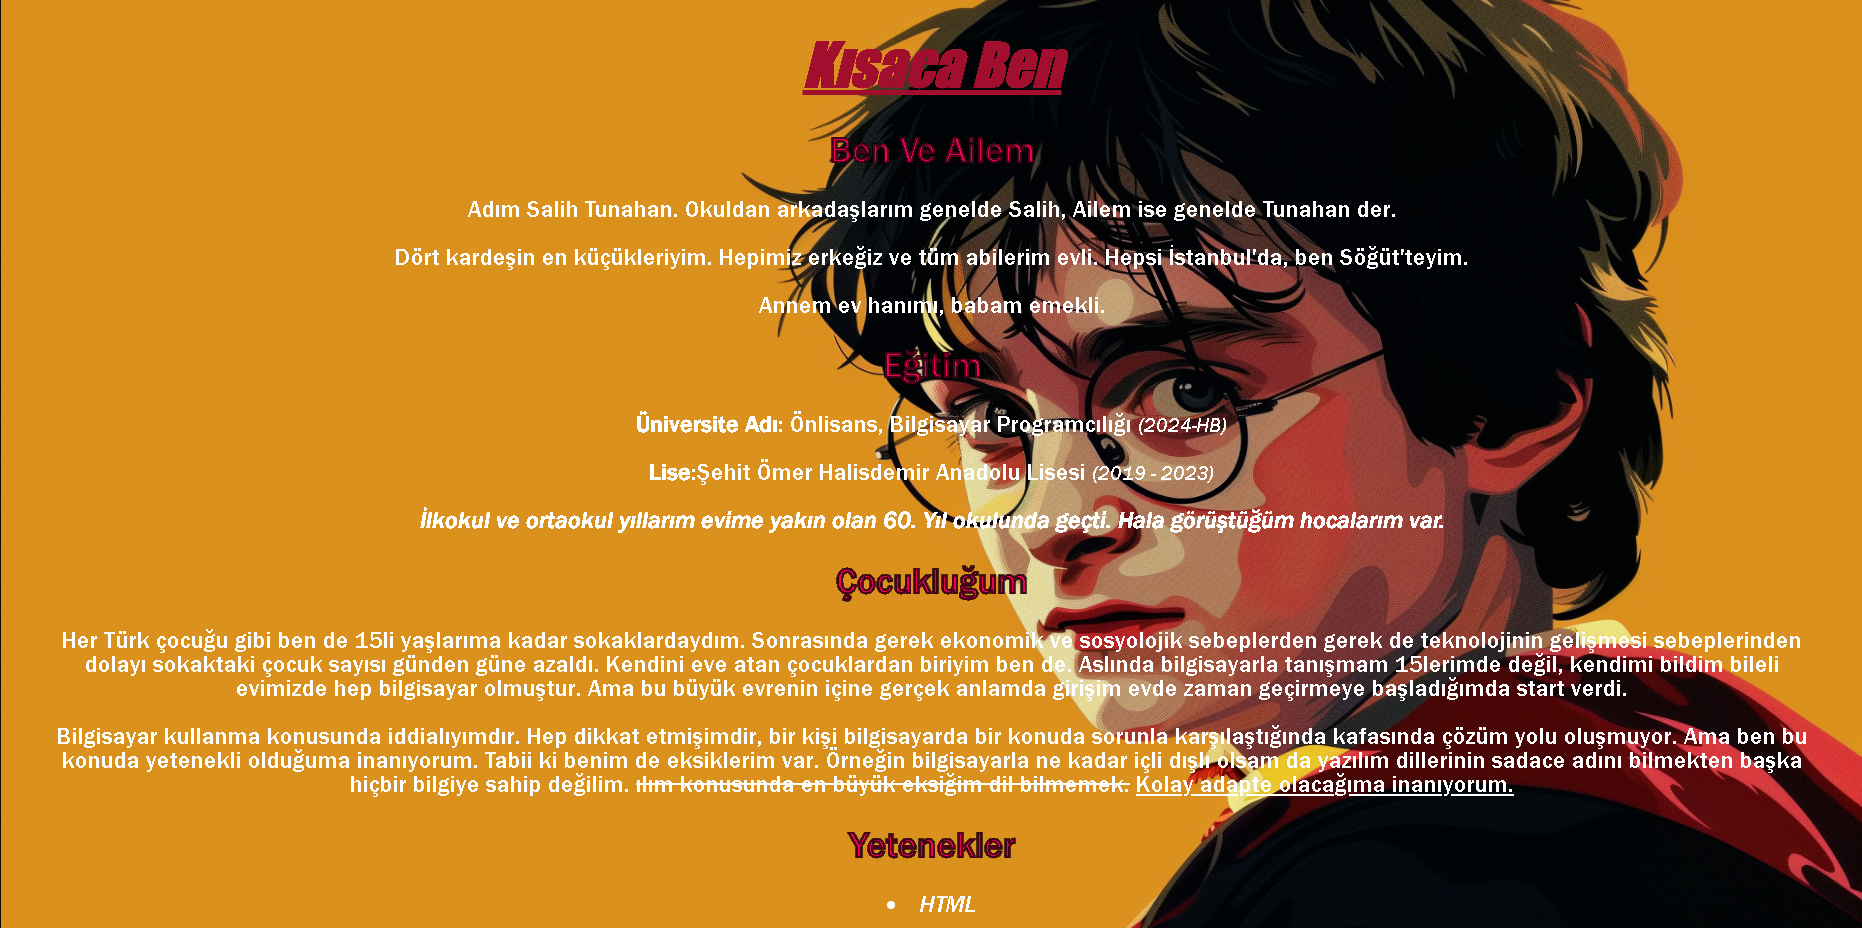 Kısaca Ben
Ben Ve Ailem
Adım Salih Tunahan. Okuldan arkadaşlarım genelde Salih, Ailem ise genelde Tunahan der.
Dört kardeşin en küçükleriyim. Hepimiz erkeğiz ve tüm abilerim evli. Hepsi İstanbul'da, ben Söğüt'teyim.
Annem ev hanımı, babam emekli.
Eğitim
Üniversite Adı: Önlisans, Bilgisayar Programcılığı (2024-HB)
Lise:Şehit Ömer Halisdemir Anadolu Lisesi (2019 - 2023)
İlkokul ve ortaokul yıllarım evime yakın olan 60. Yıl okulunda geçti. Hala görüştüğüm hocalarım var.
Çocukluğum
Her Türk çocuğu gibi ben de 15li yaşlarıma kadar sokaklardaydım. Sonrasında gerek ekonomik ve sosyolojik sebeplerden gerek de teknolojinin gelişmesi sebeplerinden
dolayı sokaktaki çocuk sayısı günden güne azaldı. Kendini eve atan çocuklardan biriyim ben de. Aslında bilgisayarla tanışmam 15lerimde değil, kendimi bildim bileli
evimizde hep bilgisayar olmuştur. Ama bu büyük evrenin içine gerçek anlamda girişim evde zaman geçirmeye başladığımda start verdi.
Bilgisayar kullanma konusunda iddialıyımdır. Hep dikkat etmişimdir, bir kişi bilgisayarda bir konuda sorunla karşılaştığında kafasında çözüm yolu oluşmuyor. Ama ben bu
konuda yetenekli olduğuma inanıyorum. Tabii ki benim de eksiklerim var. Örneğin bilgisayarla ne kadar içli dışlı olsam da yazılım dillerinin sadace adını bilmekten başka
hiçbir bilgiye sahip değilim. ılım konusunda en büyük eksiğim dil bilmemek. Kolay adapte olacağıma inanıyorum.
Yetenekler
• HTML